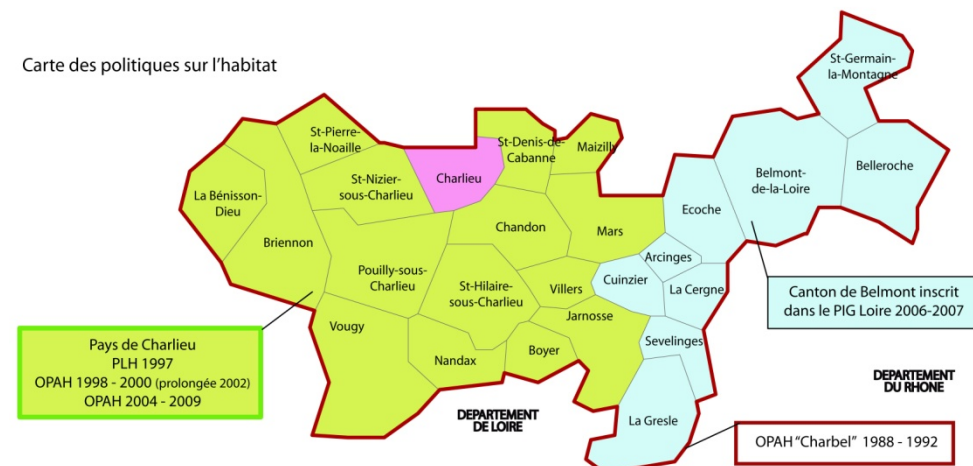 Carte des politiques sur l'habitat
St-Germain-
la-Montagne
St-Pierre-
la-Noaille
St-Denis-de-
Cabanne
Maizilly
Charlieu
Belmont-
de-la-Loire
Belleroche
St-Nizier-
sous-Charlieu
La Bénisson-
Dieu
Ecoche
Chandon
Mars
Briennon
Arcinges
Pouilly-sous-
Charlieu
St-Hilaire-
sous-Charlieu
Villers
Cuinzier
La Cergne
Canton de Belmont inscrit
dans le PIG Loire 2006-2007
Jarnosse
Vougy
Sevelinges
Boyer
Nandax
Pays de Charlieu
PLH 1997
OPAH 1998 - 2000 (prolongée 2002)
OPAH 2004 - 2009
DEPARTEMENT
DU RHONE
DEPARTEMENT
DE LOIRE
La Gresle
OPAH "Charbel" 1988 - 1992